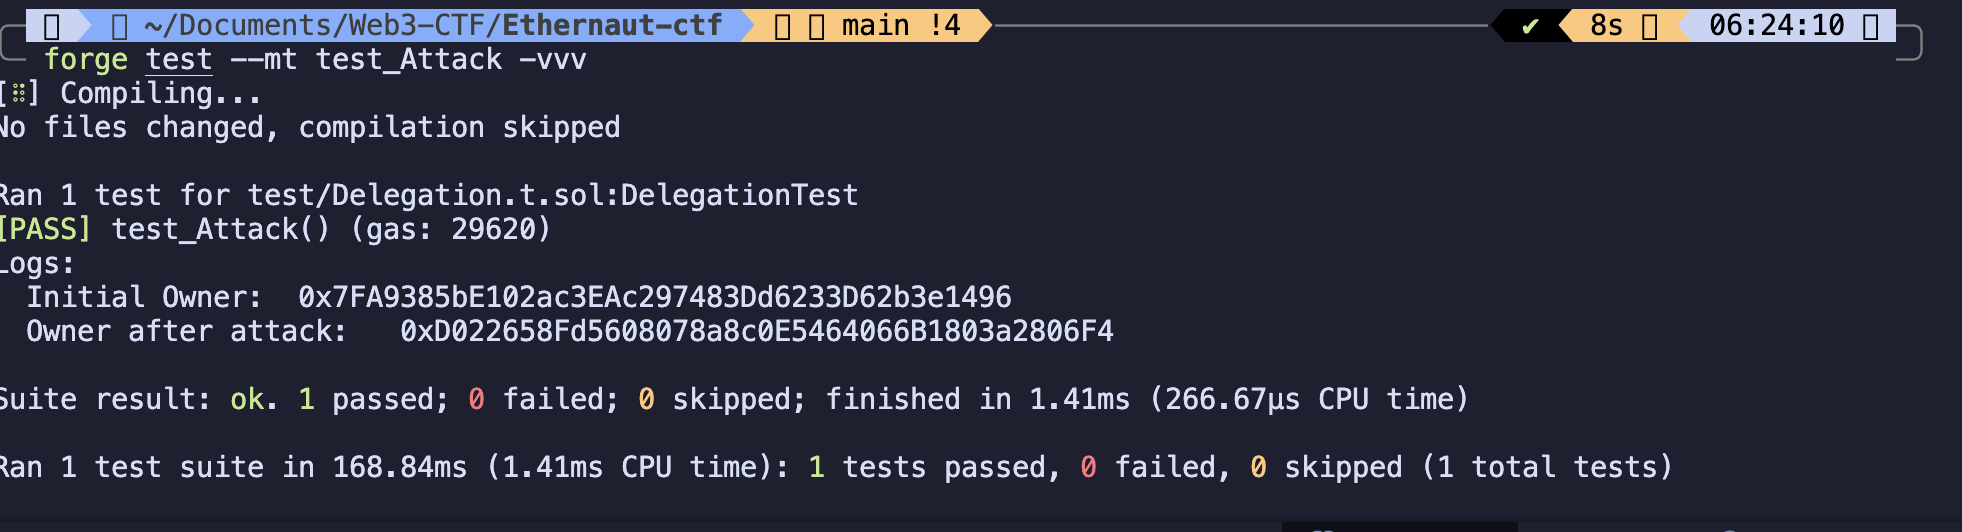 ~/Documents/Web3-CTF/Ethernaut-ctf main !4 ✔ 8s 06:24:10
forge test --mt test_Attack -vvv
[⠿] Compiling...
No files changed, compilation skipped
Ran 1 test for test/Delegation.t.sol:DelegationTest
[PASS] test_Attack() (gas: 29620)
Logs:
Initial Owner: 0x7FA9385bE102ac3EAc297483Dd6233D62b3e1496
Owner after attack: 0xD022658Fd5608078a8c0E5464066B1803a2806F4
Suite result: ok. 1 passed; 0 failed; 0 skipped; finished in 1.41ms (266.67µs CPU time)
Ran 1 test suite in 168.84ms (1.41ms CPU time): 1 tests passed, 0 failed, 0 skipped (1 total tests)